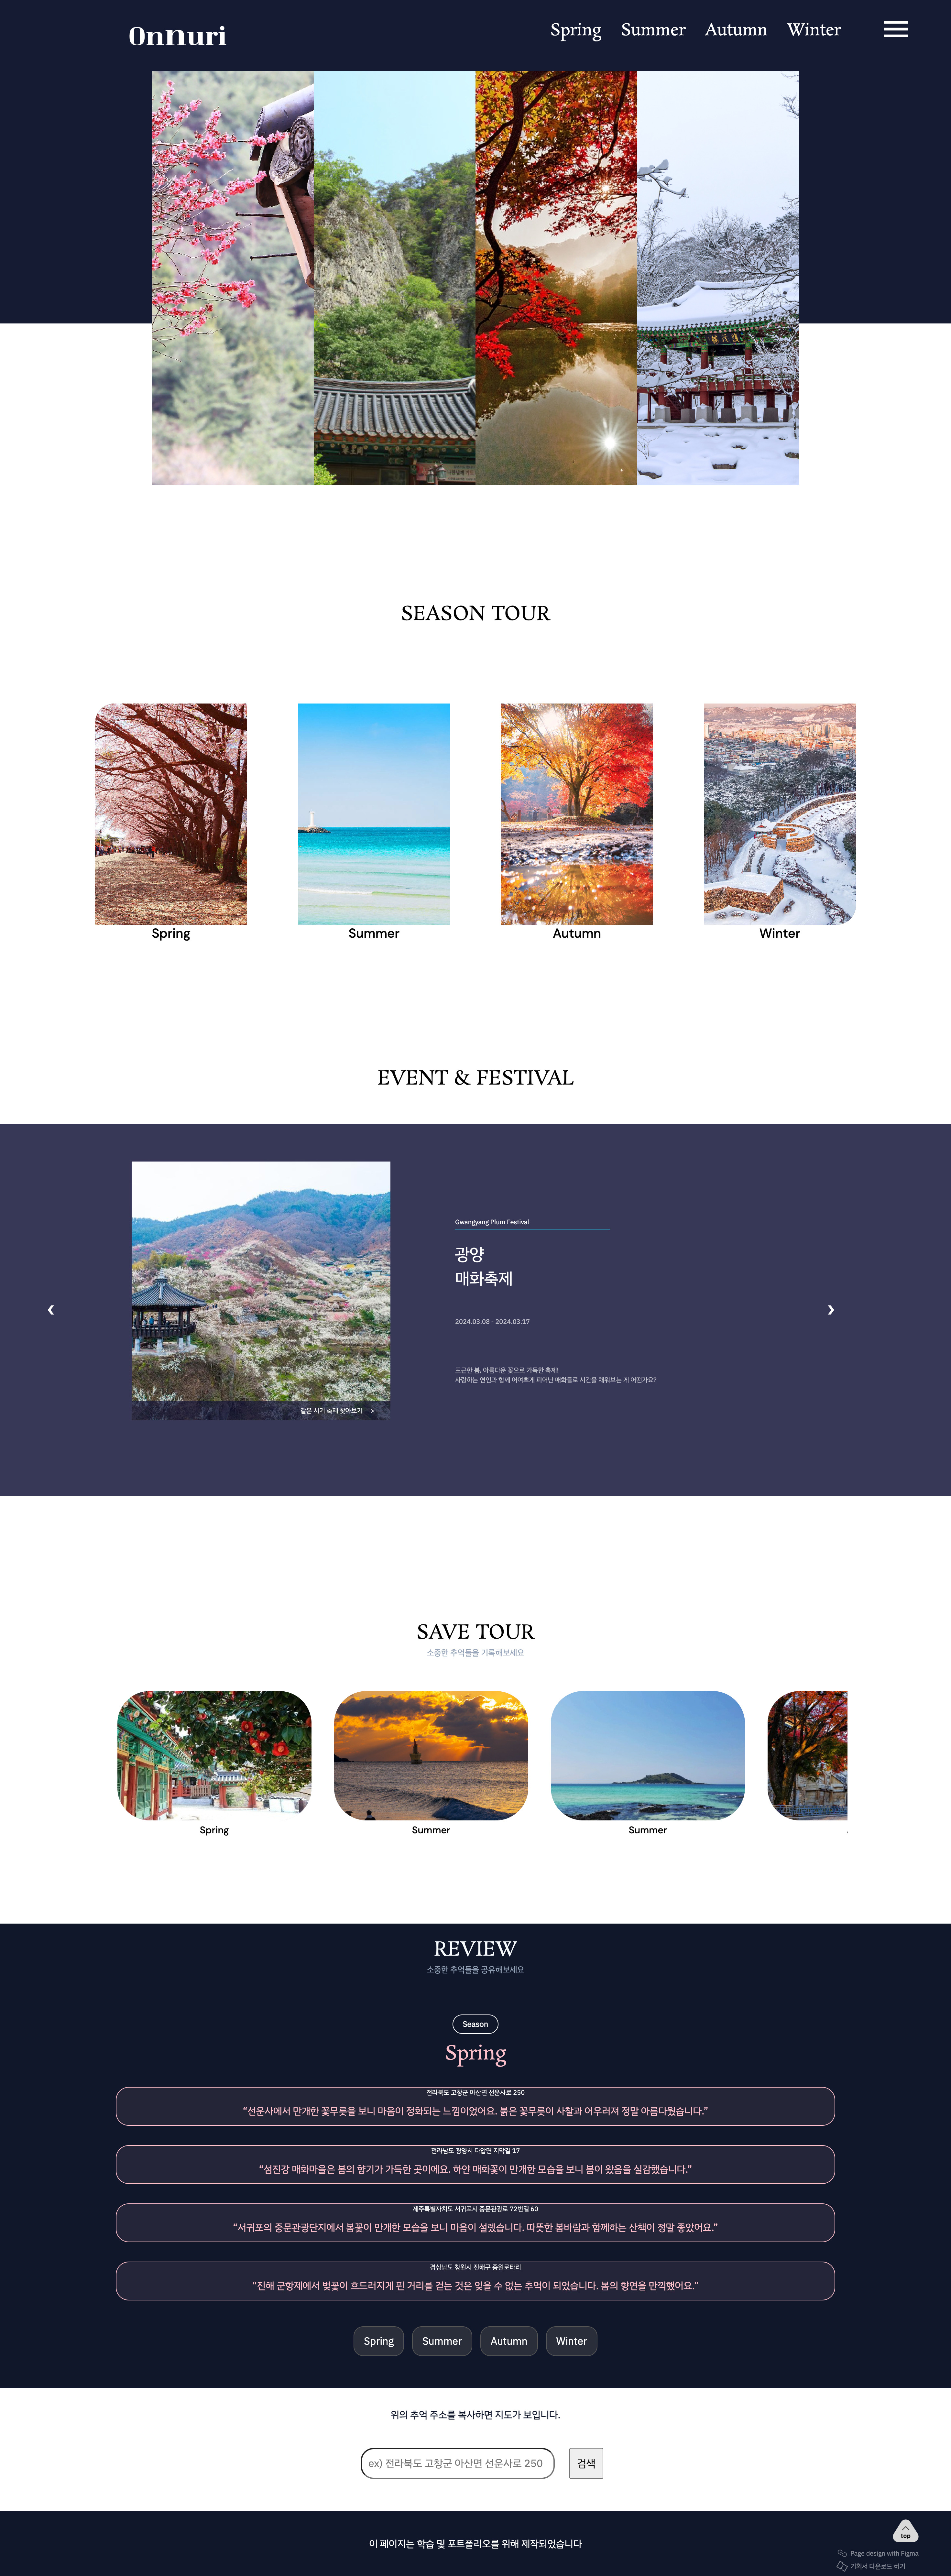 Onnuri
Spring Summer Autumn Winter
SEASON TOUR
Spring
Summer
Autumn
Winter
EVENT & FESTIVAL
Gwangyang Plum Festival
광양
매화축제
2024.03.08 - 2024.03.17
포근한 봄, 아름다운 꽃으로 가득한 축제!
사랑하는 연인과 함께 어여쁘게 피어난 매화들로 시간을 채워보는 게 어떤가요?
같은 시기 축제 찾아보기 >
SAVE TOUR
소중한 추억들을 기록해보세요
Spring
Summer
Summer
REVIEW
소중한 추억들을 공유해보세요
Season
Spring
전라북도 고창군 아산면 선운사로 250
“선운사에서 만개한 꽃무릇을 보니 마음이 정화되는 느낌이었어요. 붉은 꽃무릇이 사찰과 어우러져 정말 아름다웠습니다.”
전라남도 광양시 다압면 지막길 17
“섬진강 매화마을은 봄의 향기가 가득한 곳이에요. 하얀 매화꽃이 만개한 모습을 보니 봄이 왔음을 실감했습니다.”
제주특별자치도 서귀포시 중문관광로 72번길 60
“서귀포의 중문관광단지에서 봄꽃이 만개한 모습을 보니 마음이 설렜습니다. 따뜻한 봄바람과 함께하는 산책이 정말 좋았어요.”
경상남도 창원시 진해구 중원로타리
“진해 군항제에서 벚꽃이 흐드러지게 핀 거리를 걷는 것은 잊을 수 없는 추억이 되었습니다. 봄의 향연을 만끽했어요.”
Spring Summer Autumn Winter
위의 추억 주소를 복사하면 지도가 보입니다.
ex) 전라북도 고창군 아산면 선운사로 250
검색
이 페이지는 학습 및 포트폴리오를 위해 제작되었습니다
top
Page design with Figma
기획서 다운로드 하기